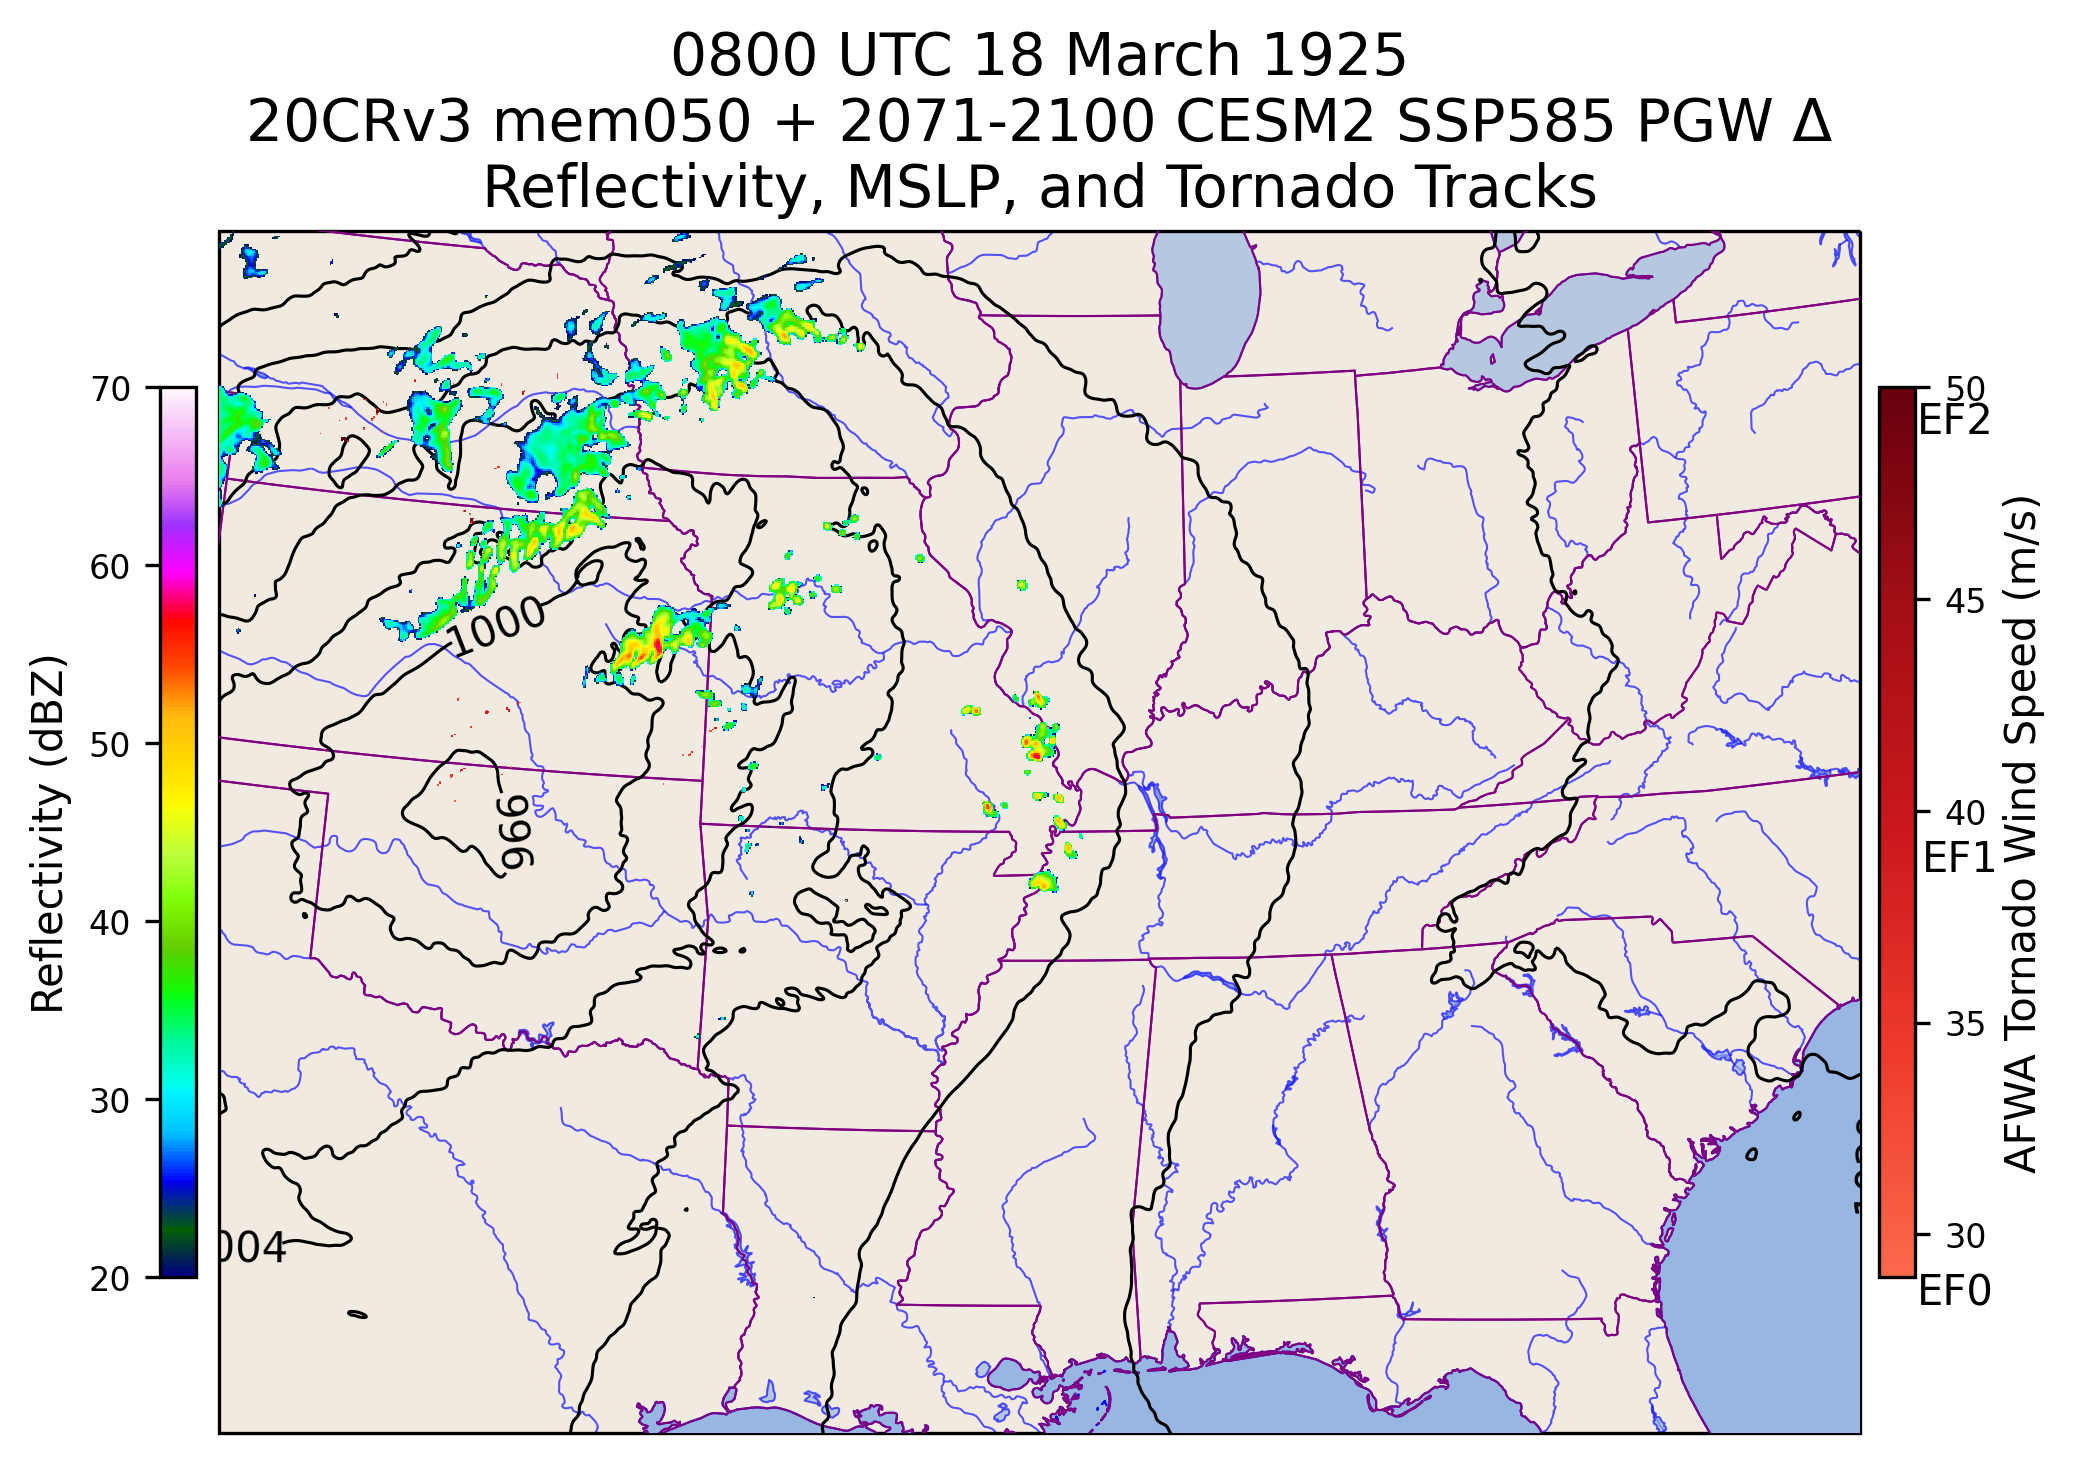 0800 UTC 18 March 1925
20CRv3 mem050 + 2071-2100 CESM2 SSP585 PGW Δ
Reflectivity, MSLP, and Tornado Tracks
70
60
50
40
30
20
Reflectivity (dBZ)
1000
996
004
50
EF2
45
40
EF1
35
30
EF0
AFWA Tornado Wind Speed (m/s)